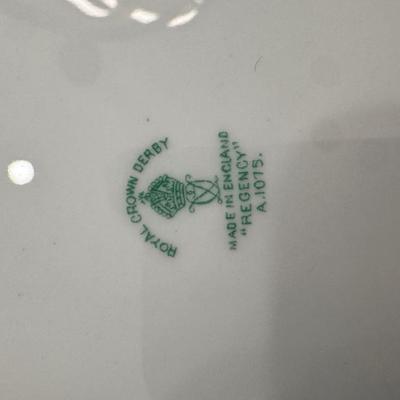 ROYAL CROWN DERBY
MADE IN ENGLAND
"REGENCY"
A.1075.